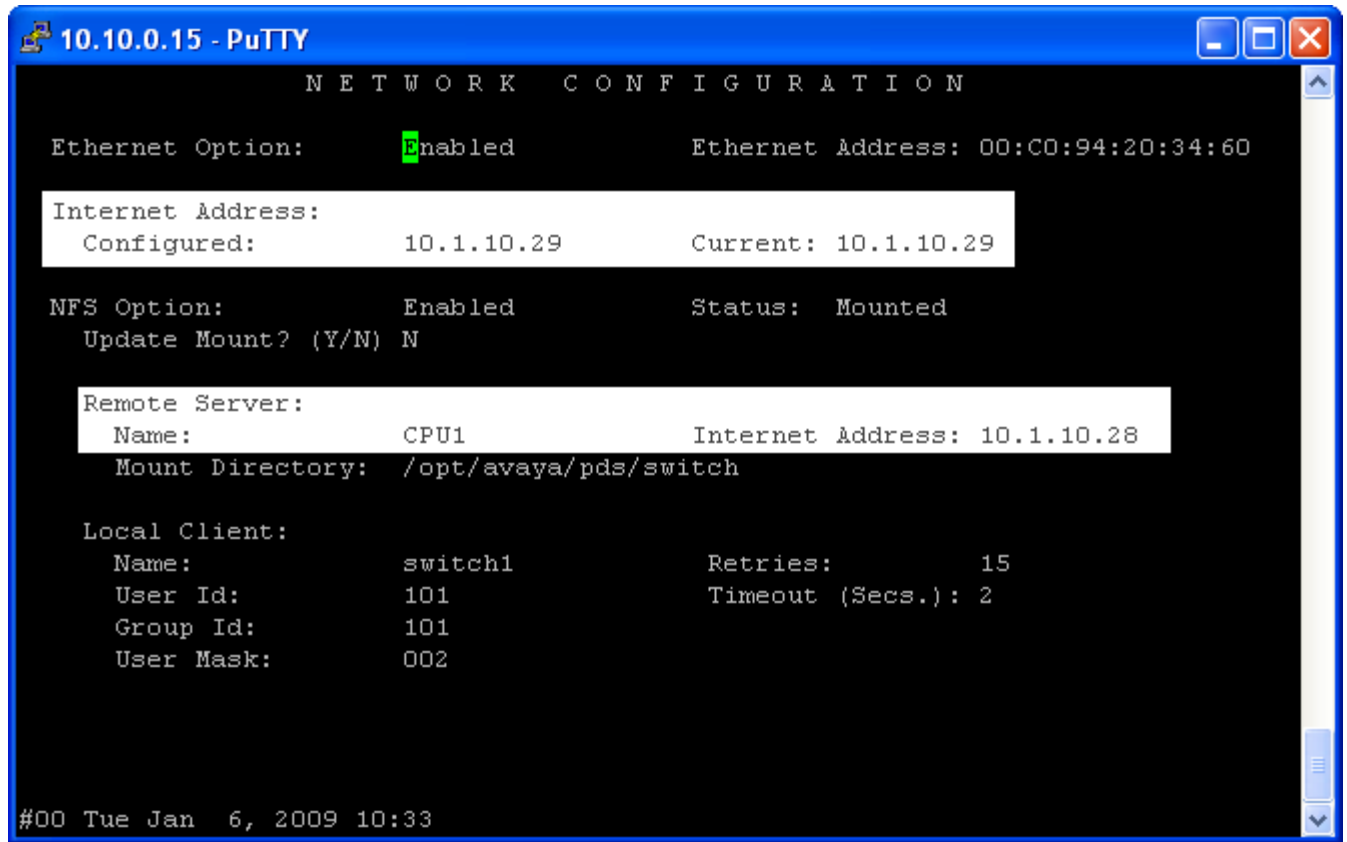 10.10.0.15 - PuTTY
N E T W O R K   C O N F I G U R A T I O N
Ethernet Option: Enabled Ethernet Address: 00:C0:94:20:34:60
Internet Address:
Configured: 10.1.10.29 Current: 10.1.10.29
NFS Option: Enabled Status: Mounted
Update Mount? (Y/N) N
Remote Server:
Name: CPU1 Internet Address: 10.1.10.28
Mount Directory: /opt/avaya/pds/switch
Local Client:
Name: switch1 Retries: 15
User Id: 101 Timeout (Secs.): 2
Group Id: 101
User Mask: 002
#00 Tue Jan  6, 2009 10:33